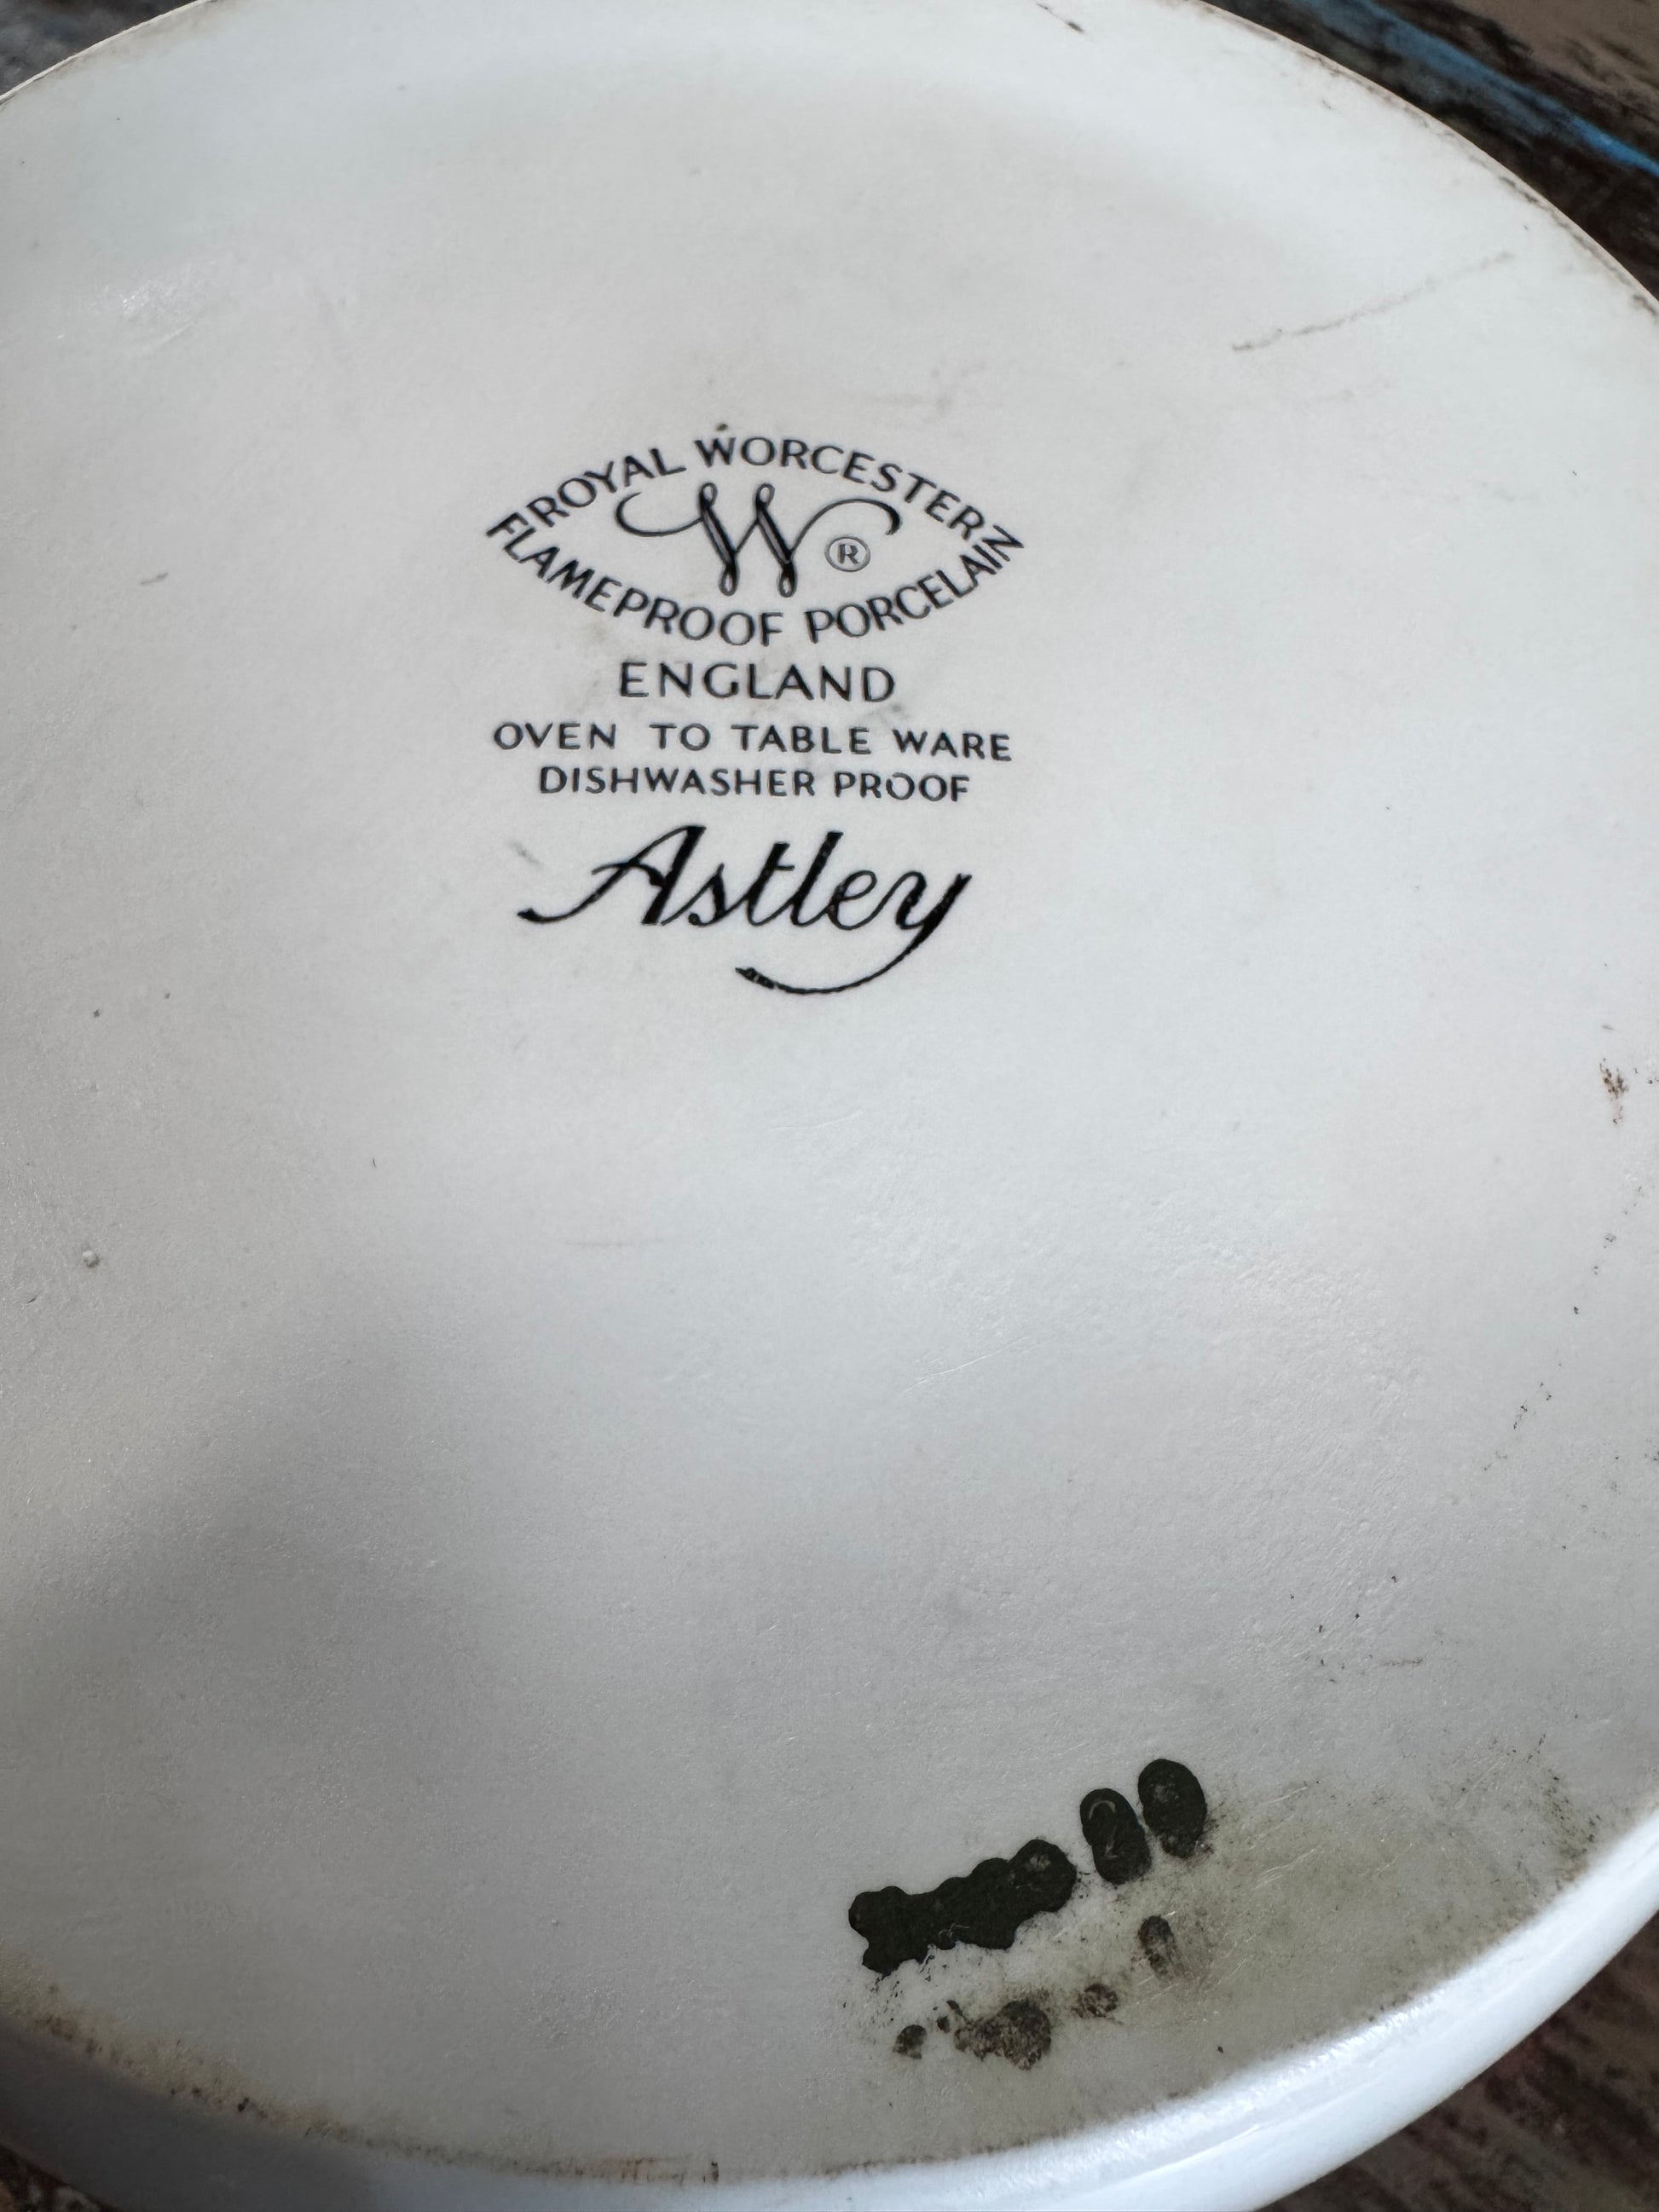 ROYAL WORCESTER
W ®
FLAMEPROOF PORCELAIN
ENGLAND
OVEN TO TABLE WARE
DISHWASHER PROOF
Astley